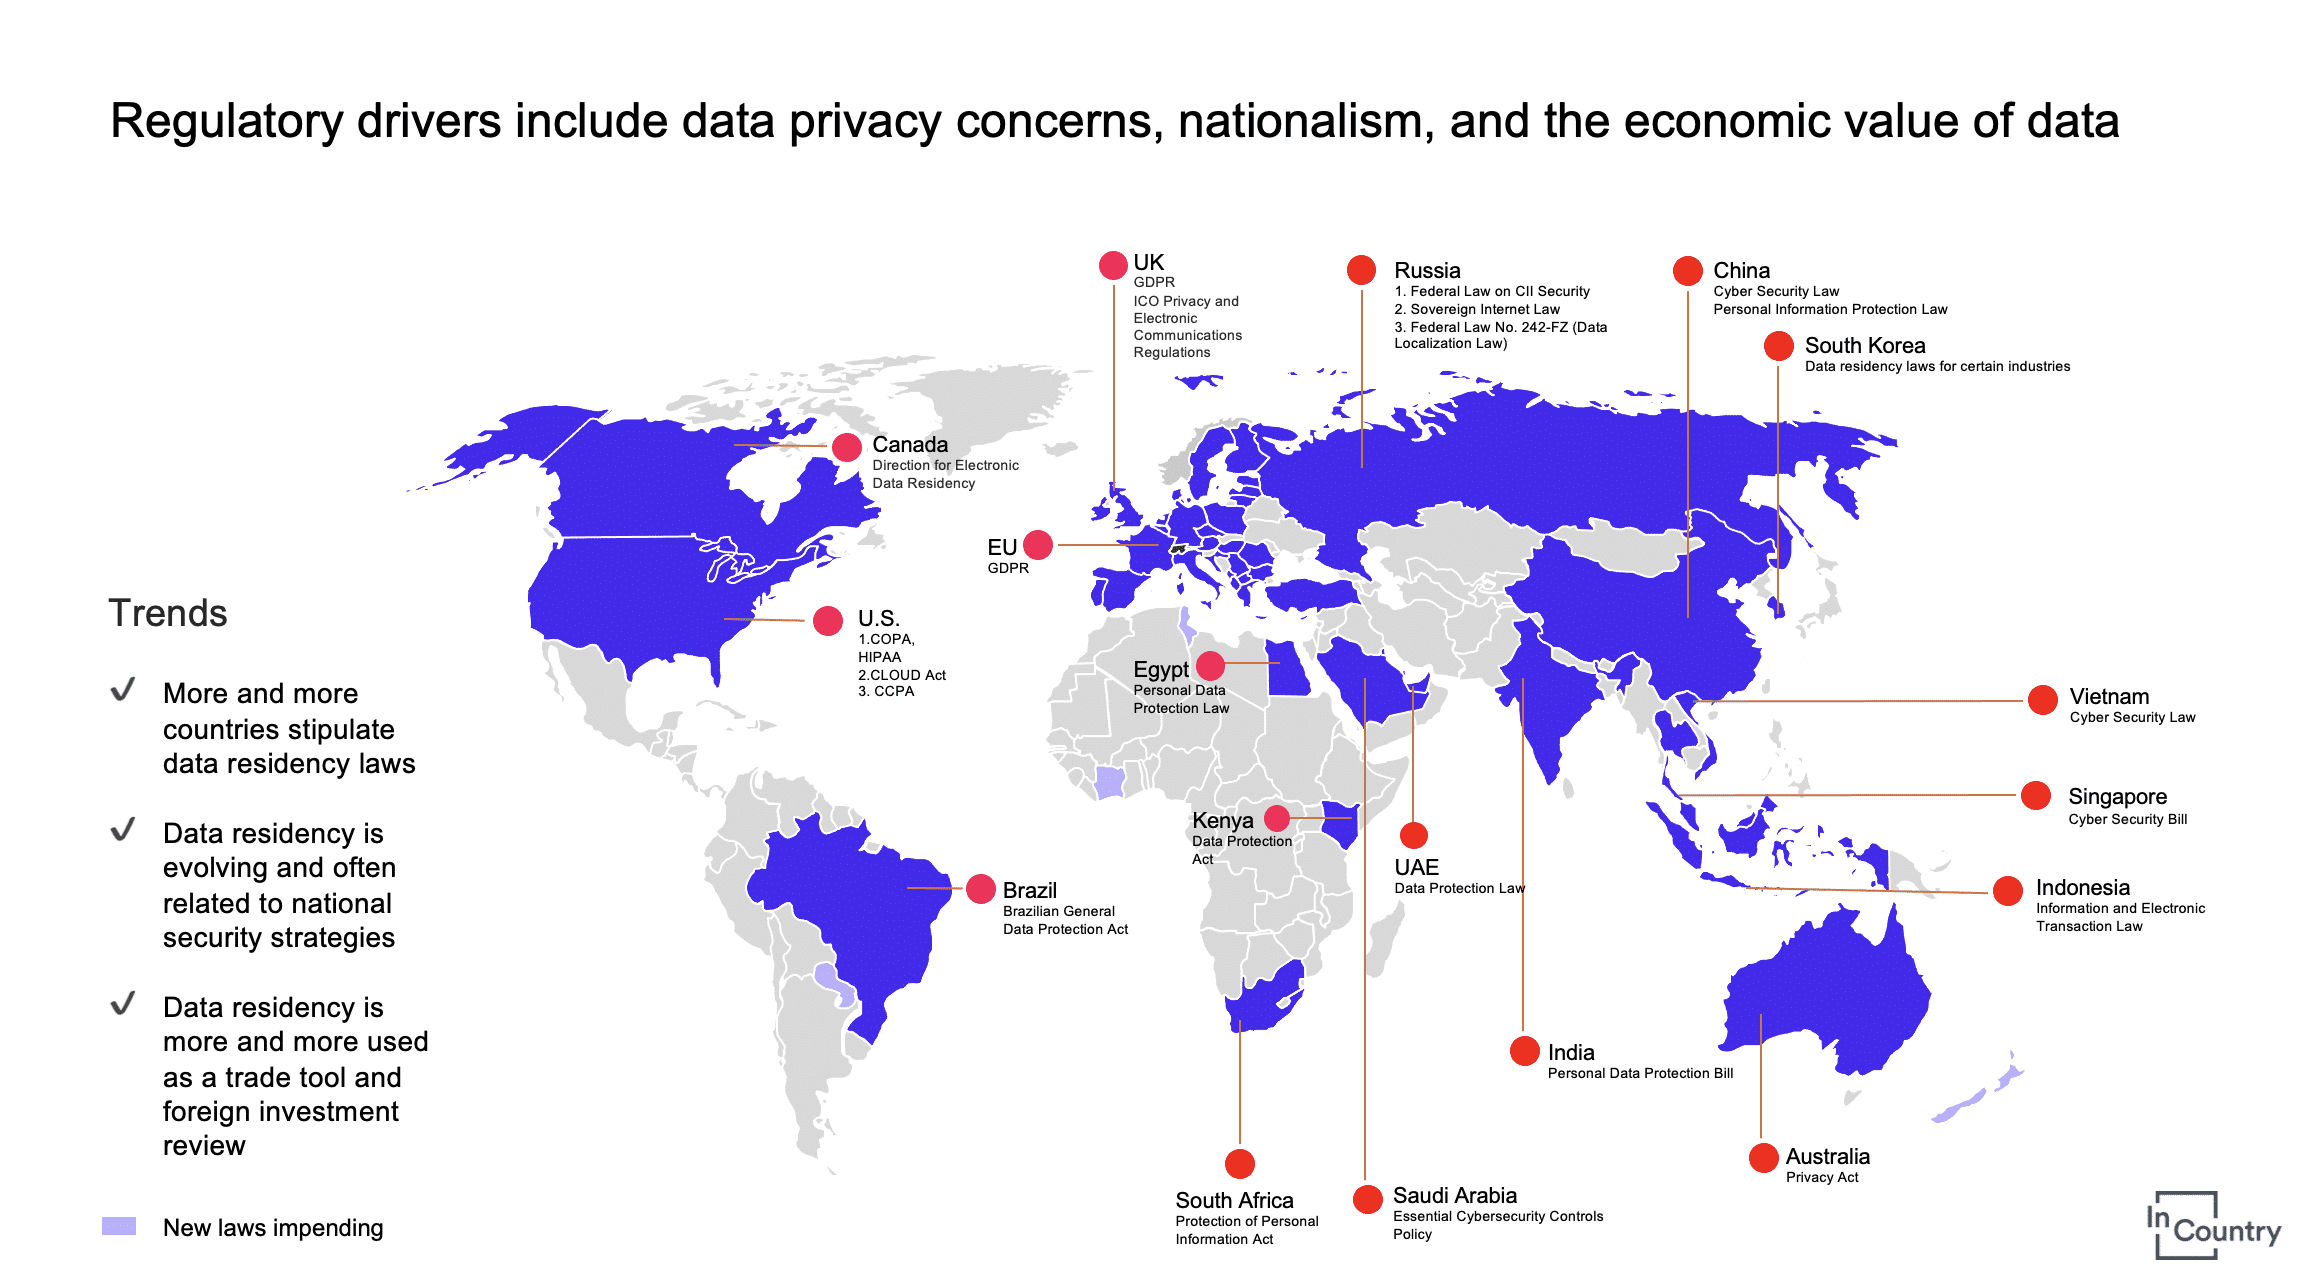 Regulatory drivers include data privacy concerns, nationalism, and the economic value of data
UK
GDPR
ICO Privacy and
Electronic
Communications
Regulations
Russia
1. Federal Law on CII Security
2. Sovereign Internet Law
3. Federal Law No. 242-FZ (Data
Localization Law)
China
Cyber Security Law
Personal Information Protection Law
South Korea
Data residency laws for certain industries
Canada
Direction for Electronic
Data Residency
EU
GDPR
U.S.
1.COPA,
HIPAA
2.CLOUD Act
3. CCPA
Egypt
Personal Data
Protection Law
Vietnam
Cyber Security Law
Singapore
Cyber Security Bill
Kenya
Data Protection
Act
UAE
Data Protection Law
Brazil
Brazilian General
Data Protection Act
Indonesia
Information and Electronic
Transaction Law
India
Personal Data Protection Bill
Australia
Privacy Act
South Africa
Protection of Personal
Information Act
Saudi Arabia
Essential Cybersecurity Controls
Policy
Trends
More and more
countries stipulate
data residency laws
Data residency is
evolving and often
related to national
security strategies
Data residency is
more and more used
as a trade tool and
foreign investment
review
New laws impending
In
Country